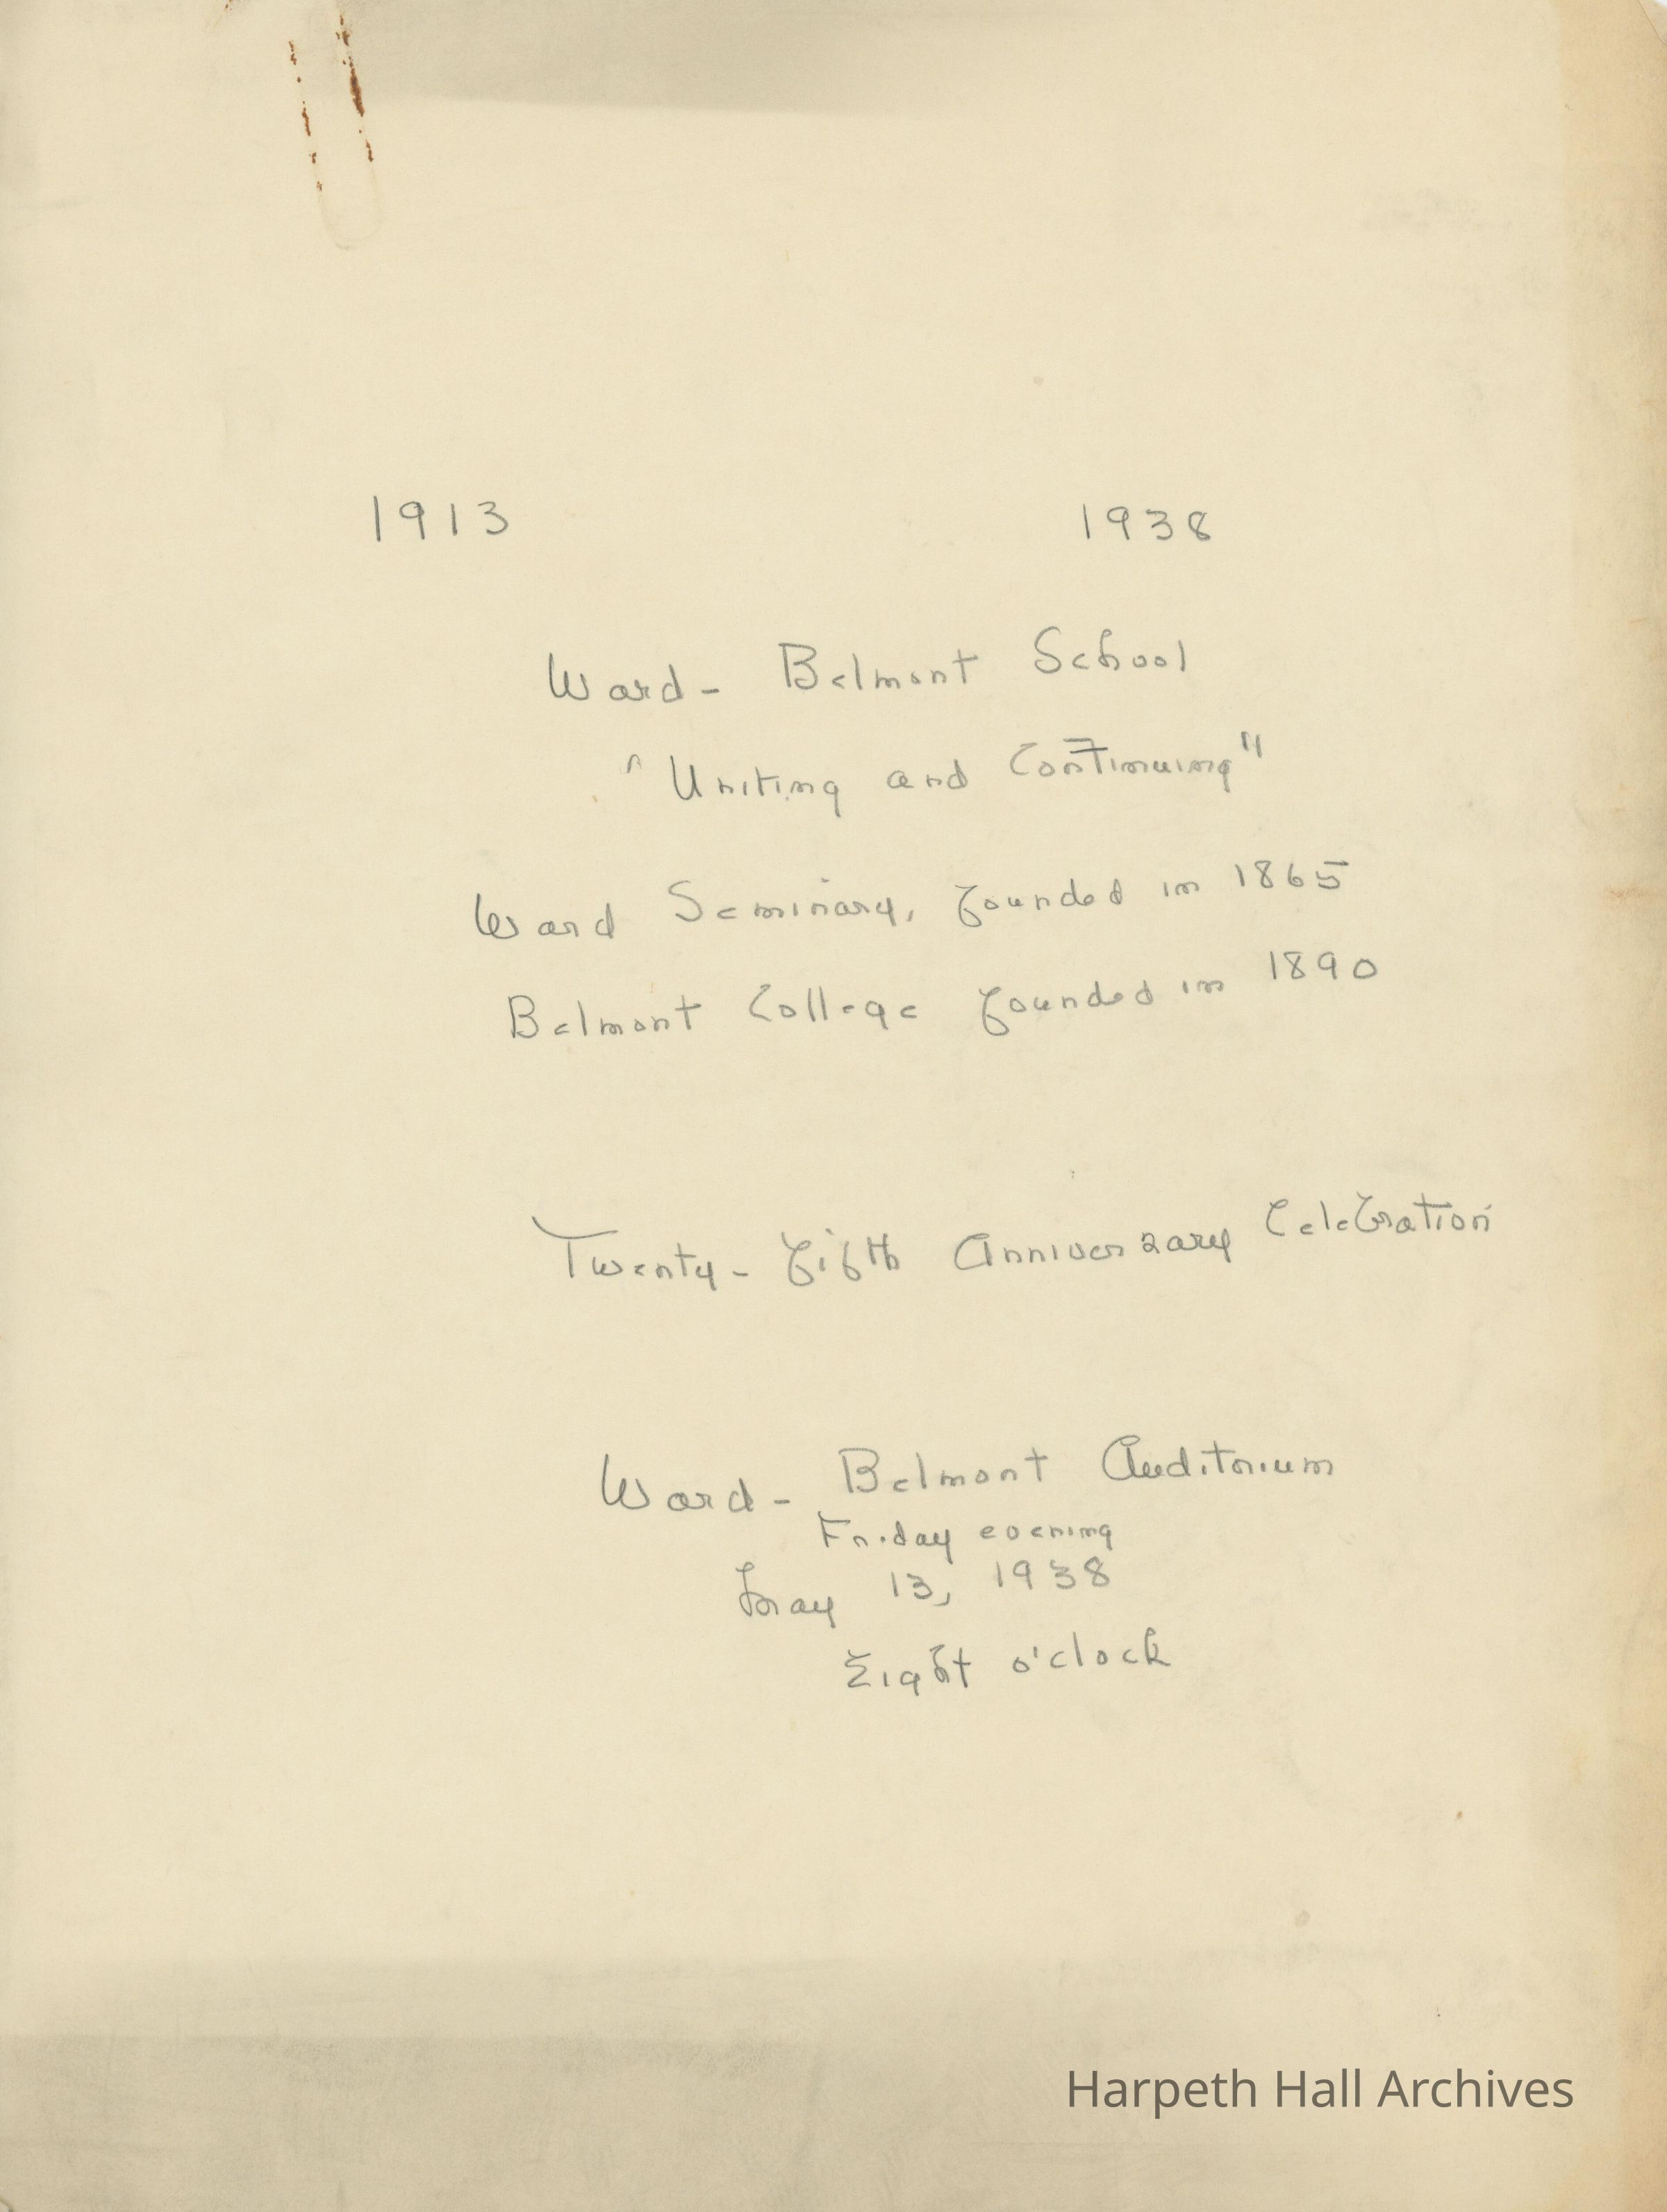 1913 1938
Ward- Belmont School
"Uniting and Continuing"
Ward Seminary, founded in 1865
Belmont College founded in 1890
Twenty-fifth Anniversary Celebration
Ward- Belmont Auditorium
Friday evening
May 13, 1938
Eight o'clock
Harpeth Hall Archives